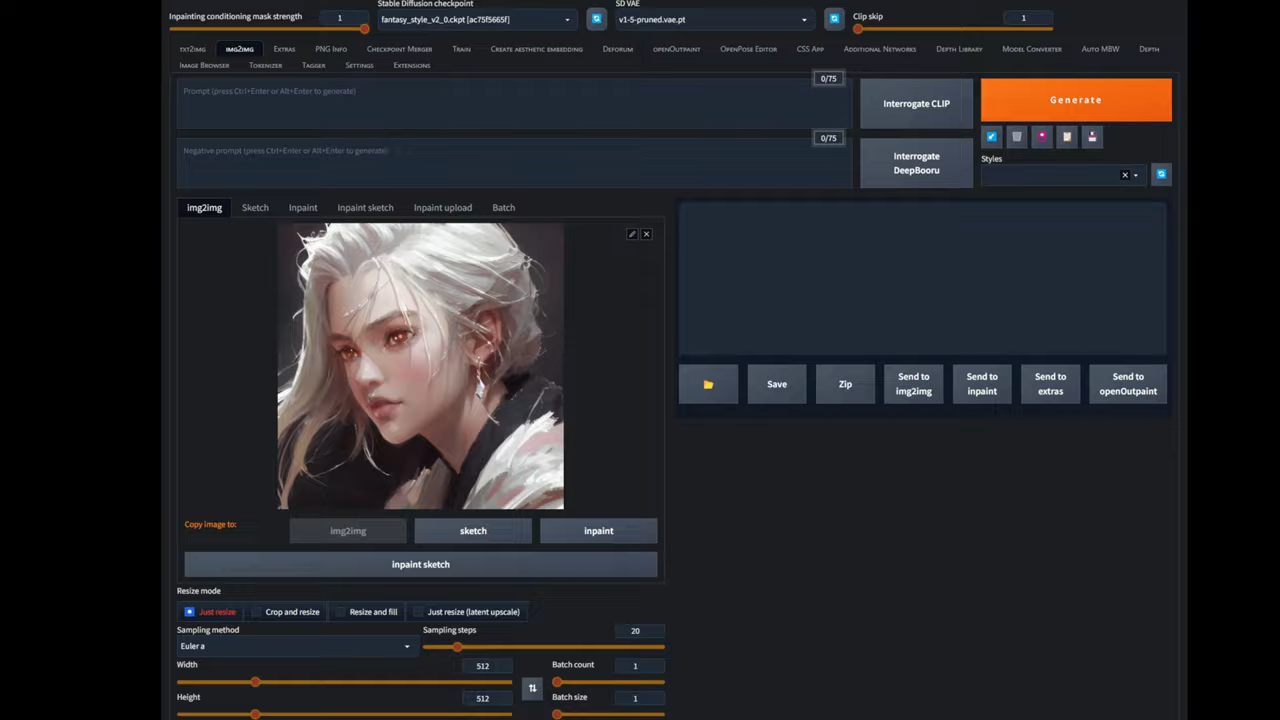 Inpainting conditioning mask strength
1
Stable Diffusion checkpoint
fantasy_style_v2_0.ckpt [ac75f5665f]
SD VAE
v1-5-pruned.vae.pt
Clip skip
1
txt2img img2img Extras PNG Info Checkpoint Merger Train Create aesthetic embedding Deforum openOutpaint OpenPose Editor CSS App Additional Networks Depth Library Model Converter Auto MBW Depth
Image Browser Tokenizer Tagger Settings Extensions
Prompt (press Ctrl+Enter or Alt+Enter to generate)
0/75
Negative prompt (press Ctrl+Enter or Alt+Enter to generate)
0/75
Interrogate CLIP
Interrogate
DeepBooru
Generate
Styles
img2img Sketch Inpaint Inpaint sketch Inpaint upload Batch
Copy image to:
img2img
sketch
inpaint
inpaint sketch
Save
Zip
Send to
img2img
Send to
inpaint
Send to
extras
Send to
openOutpaint
Resize mode
Just resize Crop and resize Resize and fill Just resize (latent upscale)
Sampling method
Euler a
Sampling steps
20
Width
512
Batch count
1
Height
512
Batch size
1